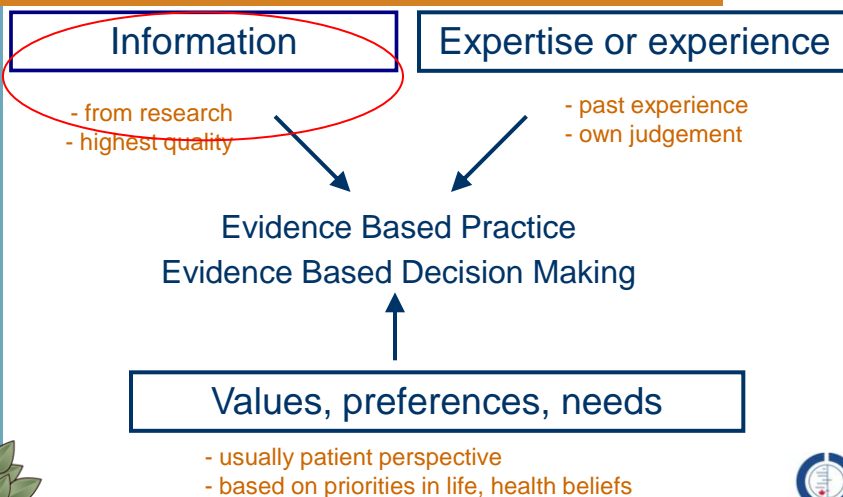 Information
Expertise or experience
- from research
- highest quality
- past experience
- own judgement
Evidence Based Practice
Evidence Based Decision Making
Values, preferences, needs
- usually patient perspective
- based on priorities in life, health beliefs